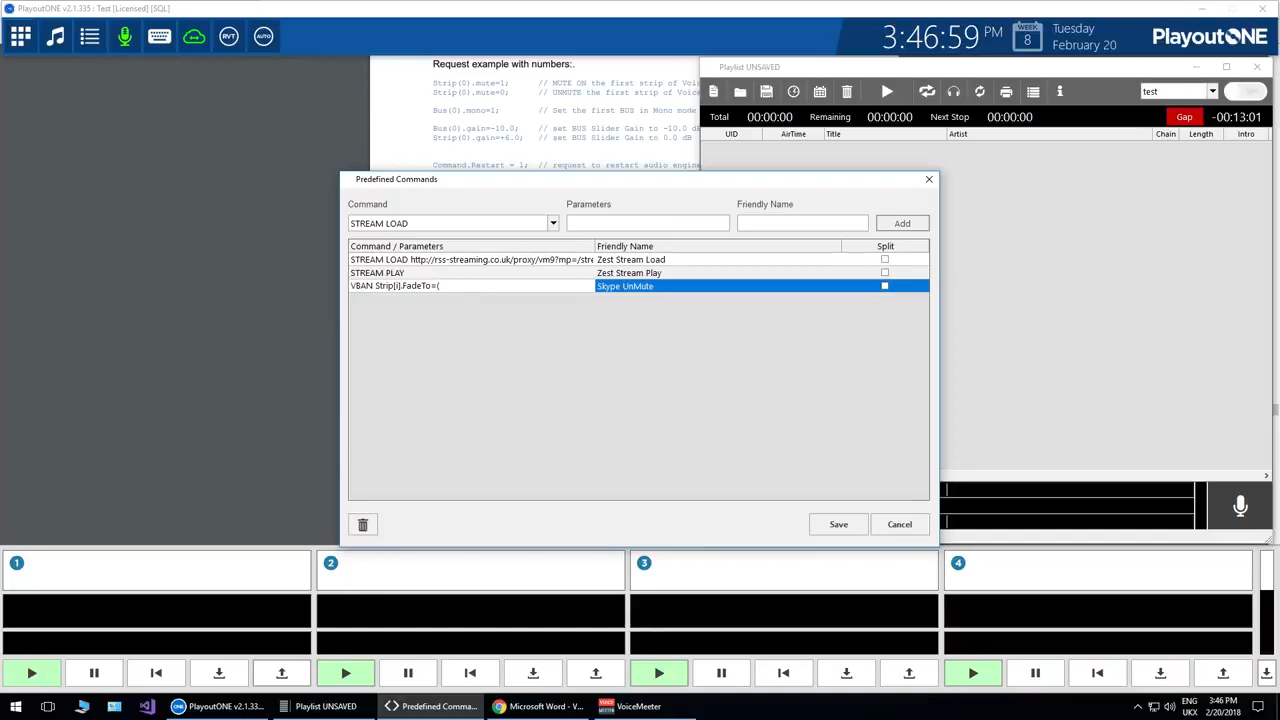 PlayoutONE v2.1.335 : Test [Licensed] [SQL]
RVT
AUTO
3:46:59 PM
WEEK
8
Tuesday
February 20
PlayoutONE
Request example with numbers:.
Strip(0).mute=1; // MUTE ON the first strip of Voic
Strip(0).mute=0; // UNMUTE the first strip of Voic
Bus(0).mono=1; // Set the first BUS in Mono mode
Bus(0).gain=-10.0; // set BUS Slider Gain to -10.0 dB
Strip(0).gain=+6.0; // set BUS Slider Gain to 0.0 dB
Command.Restart = 1; // request to restart audio engine
Playlist UNSAVED
test
Total 00:00:00 Remaining 00:00:00 Next Stop 00:00:00 Gap -00:13:01
UID AirTime Title Artist Chain Length Intro
Predefined Commands
Command Parameters Friendly Name
STREAM LOAD
Add
Command / Parameters Friendly Name Split
STREAM LOAD http://rss-streaming.co.uk/proxy/vm9?mp=/stre Zest Stream Load
STREAM PLAY Zest Stream Play
VBAN Strip[i].FadeTo=( Skype UnMute
Save Cancel
1 2 3 4
PlayoutONE v2.1.33... Playlist UNSAVED Predefined Comma... Microsoft Word - V... VoiceMeeter
VOICE
MEETER
ENG
UKX
3:46 PM
2/20/2018